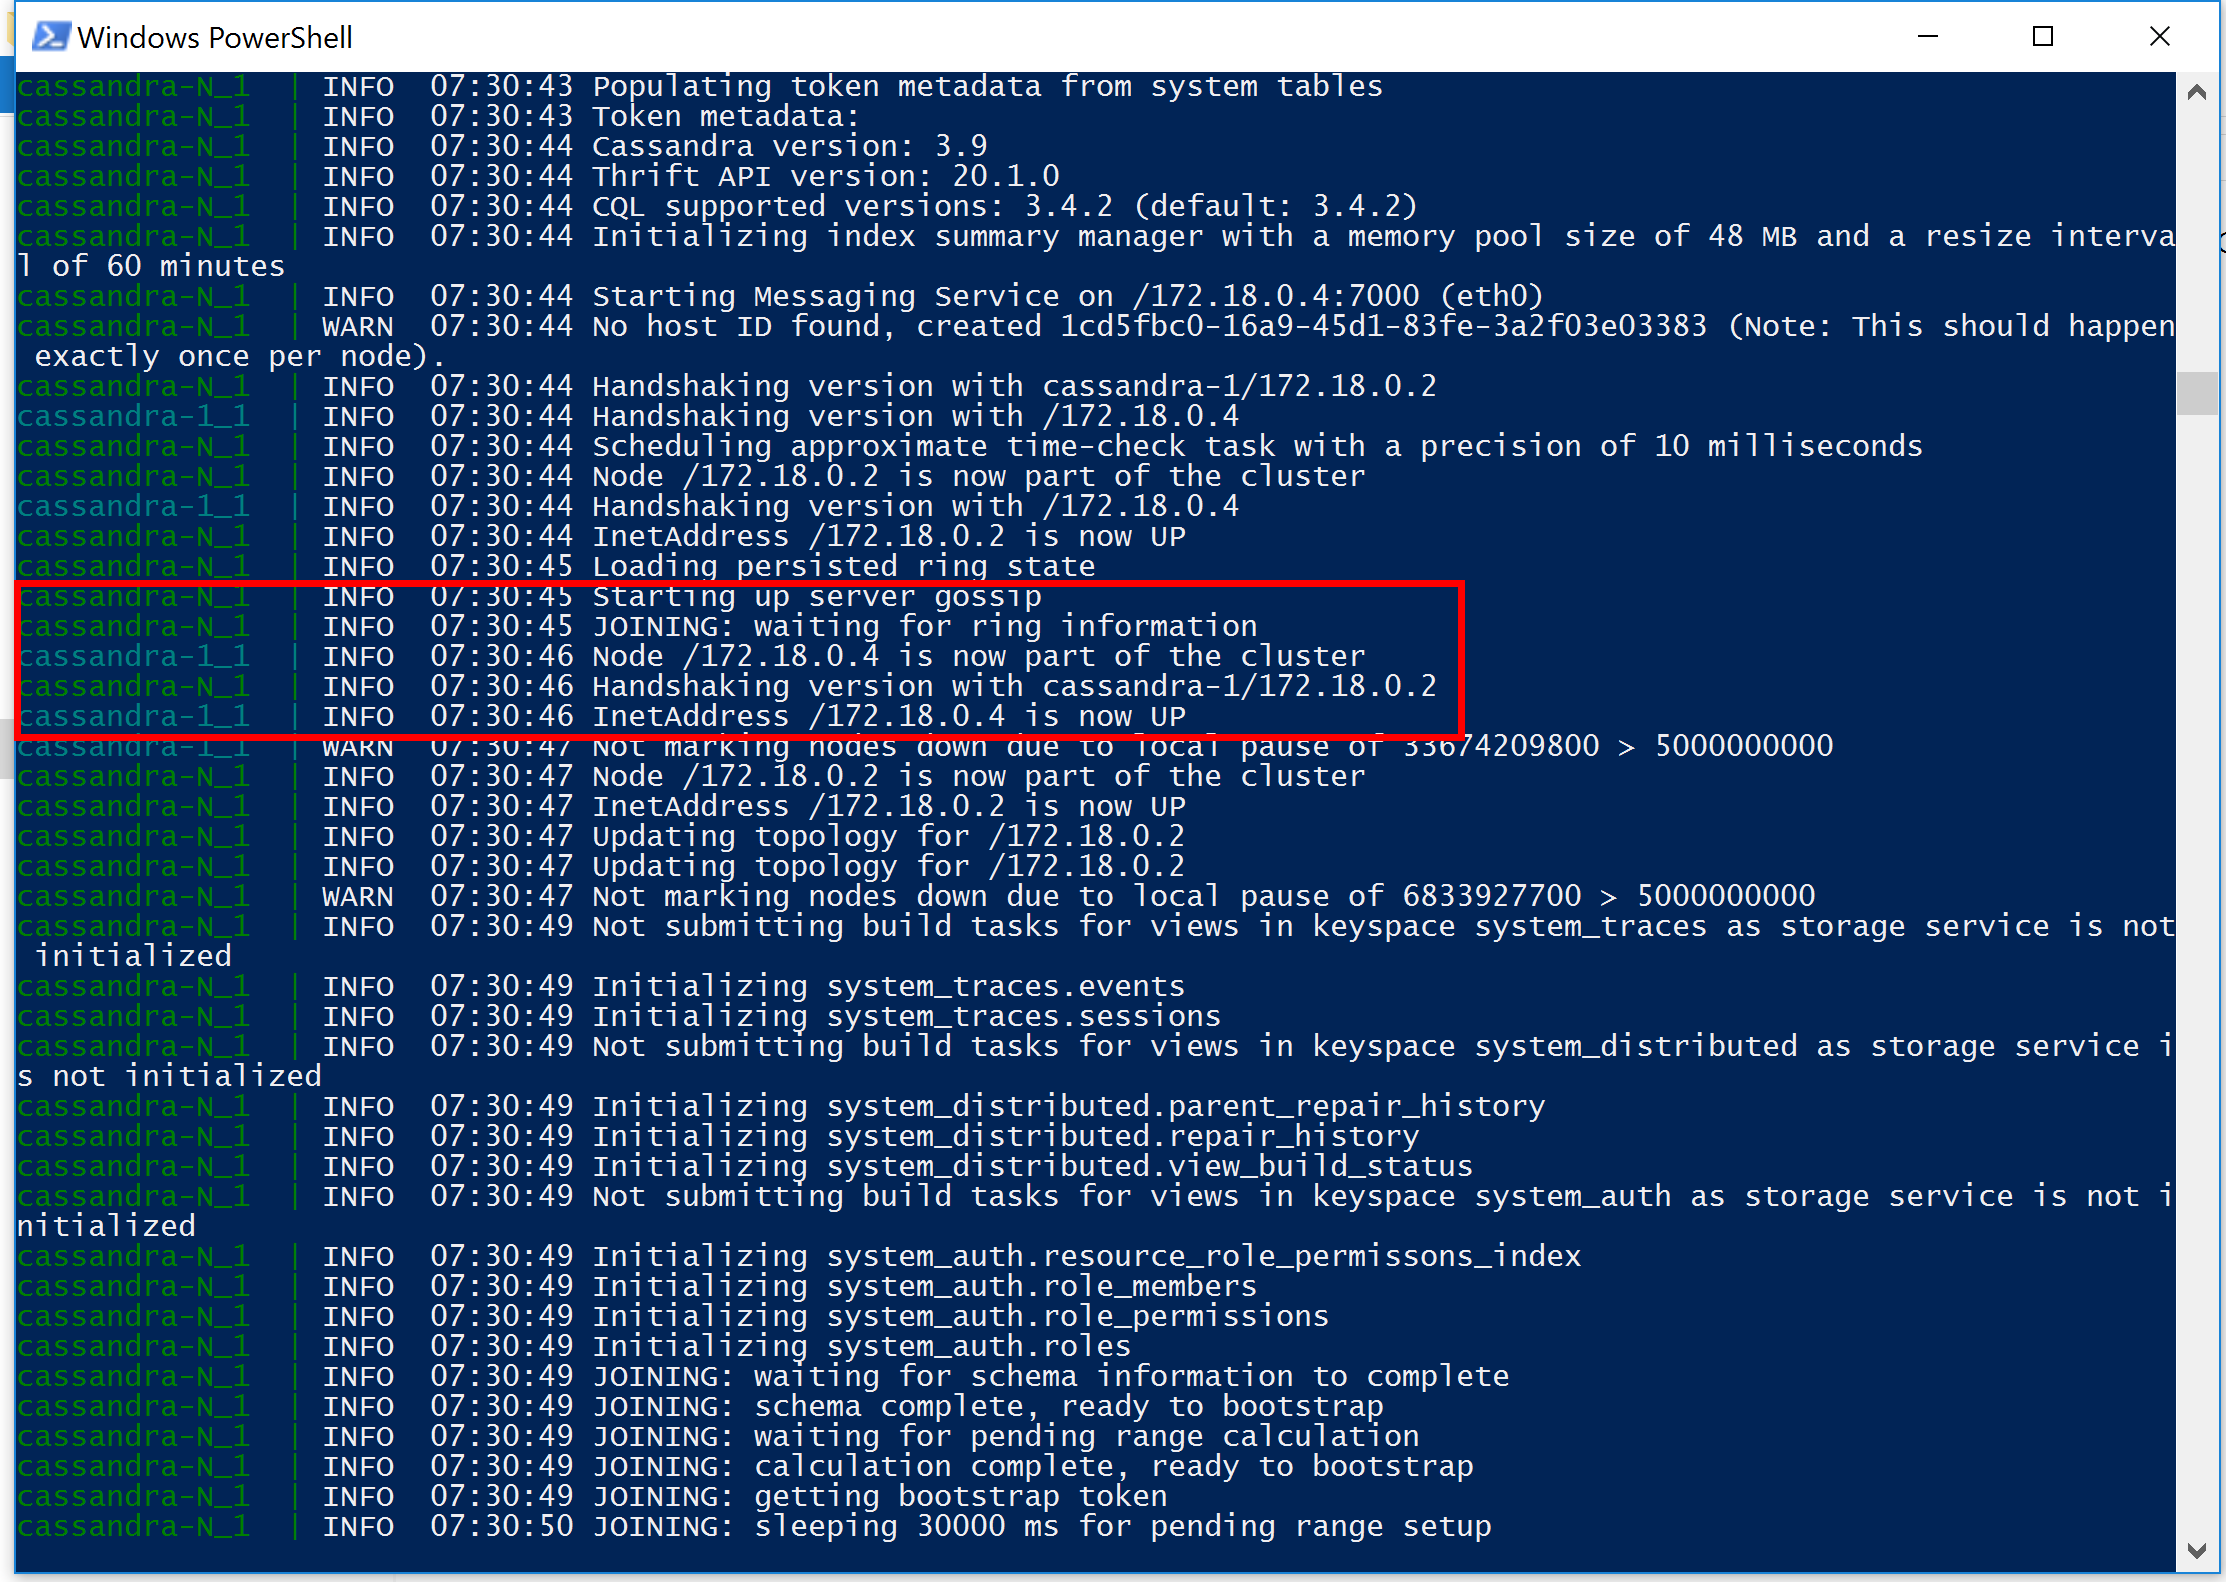 Windows PowerShell
cassandra-N_1 | INFO 07:30:43 Populating token metadata from system tables
cassandra-N_1 | INFO 07:30:43 Token metadata:
cassandra-N_1 | INFO 07:30:44 Cassandra version: 3.9
cassandra-N_1 | INFO 07:30:44 Thrift API version: 20.1.0
cassandra-N_1 | INFO 07:30:44 CQL supported versions: 3.4.2 (default: 3.4.2)
cassandra-N_1 | INFO 07:30:44 Initializing index summary manager with a memory pool size of 48 MB and a resize interva
l of 60 minutes
cassandra-N_1 | INFO 07:30:44 Starting Messaging Service on /172.18.0.4:7000 (eth0)
cassandra-N_1 | WARN 07:30:44 No host ID found, created 1cd5fbc0-16a9-45d1-83fe-3a2f03e03383 (Note: This should happen
exactly once per node).
cassandra-N_1 | INFO 07:30:44 Handshaking version with cassandra-1/172.18.0.2
cassandra-1_1 | INFO 07:30:44 Handshaking version with /172.18.0.4
cassandra-N_1 | INFO 07:30:44 Scheduling approximate time-check task with a precision of 10 milliseconds
cassandra-N_1 | INFO 07:30:44 Node /172.18.0.2 is now part of the cluster
cassandra-1_1 | INFO 07:30:44 Handshaking version with /172.18.0.4
cassandra-N_1 | INFO 07:30:44 InetAddress /172.18.0.2 is now UP
cassandra-N_1 | INFO 07:30:45 Loading persisted ring state
cassandra-N_1 | INFO 07:30:45 Starting up server gossip
cassandra-N_1 | INFO 07:30:45 JOINING: waiting for ring information
cassandra-1_1 | INFO 07:30:46 Node /172.18.0.4 is now part of the cluster
cassandra-N_1 | INFO 07:30:46 Handshaking version with cassandra-1/172.18.0.2
cassandra-1_1 | INFO 07:30:46 InetAddress /172.18.0.4 is now UP
cassandra-1_1 | WARN 07:30:47 Not marking nodes down due to local pause of 33674209800 > 5000000000
cassandra-N_1 | INFO 07:30:47 Node /172.18.0.2 is now part of the cluster
cassandra-N_1 | INFO 07:30:47 InetAddress /172.18.0.2 is now UP
cassandra-N_1 | INFO 07:30:47 Updating topology for /172.18.0.2
cassandra-N_1 | INFO 07:30:47 Updating topology for /172.18.0.2
cassandra-N_1 | WARN 07:30:47 Not marking nodes down due to local pause of 6833927700 > 5000000000
cassandra-N_1 | INFO 07:30:49 Not submitting build tasks for views in keyspace system_traces as storage service is not
initialized
cassandra-N_1 | INFO 07:30:49 Initializing system_traces.events
cassandra-N_1 | INFO 07:30:49 Initializing system_traces.sessions
cassandra-N_1 | INFO 07:30:49 Not submitting build tasks for views in keyspace system_distributed as storage service i
s not initialized
cassandra-N_1 | INFO 07:30:49 Initializing system_distributed.parent_repair_history
cassandra-N_1 | INFO 07:30:49 Initializing system_distributed.repair_history
cassandra-N_1 | INFO 07:30:49 Initializing system_distributed.view_build_status
cassandra-N_1 | INFO 07:30:49 Not submitting build tasks for views in keyspace system_auth as storage service is not i
nitialized
cassandra-N_1 | INFO 07:30:49 Initializing system_auth.resource_role_permissons_index
cassandra-N_1 | INFO 07:30:49 Initializing system_auth.role_members
cassandra-N_1 | INFO 07:30:49 Initializing system_auth.role_permissions
cassandra-N_1 | INFO 07:30:49 Initializing system_auth.roles
cassandra-N_1 | INFO 07:30:49 JOINING: waiting for schema information to complete
cassandra-N_1 | INFO 07:30:49 JOINING: schema complete, ready to bootstrap
cassandra-N_1 | INFO 07:30:49 JOINING: waiting for pending range calculation
cassandra-N_1 | INFO 07:30:49 JOINING: calculation complete, ready to bootstrap
cassandra-N_1 | INFO 07:30:49 JOINING: getting bootstrap token
cassandra-N_1 | INFO 07:30:50 JOINING: sleeping 30000 ms for pending range setup